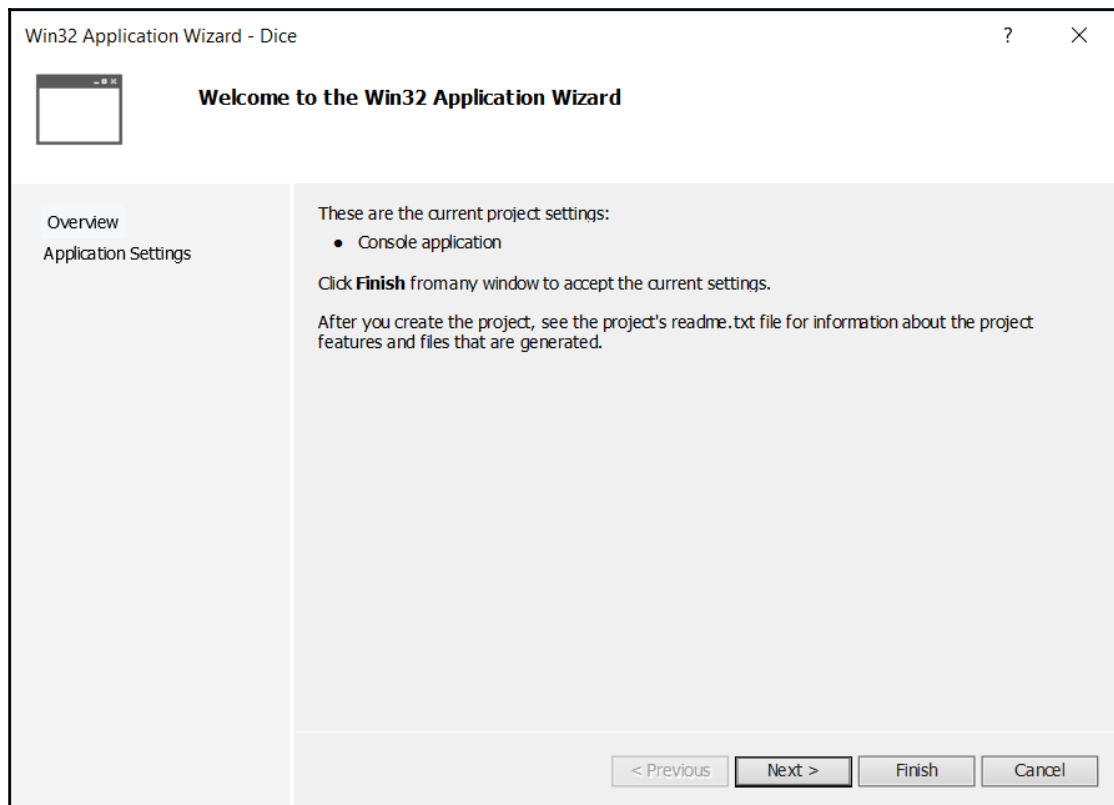 Win32 Application Wizard - Dice
?
Welcome to the Win32 Application Wizard
Overview
Application Settings
These are the current project settings:
● Console application
Click Finish from any window to accept the current settings.
After you create the project, see the project's readme.txt file for information about the project
features and files that are generated.
< Previous
Next >
Finish
Cancel